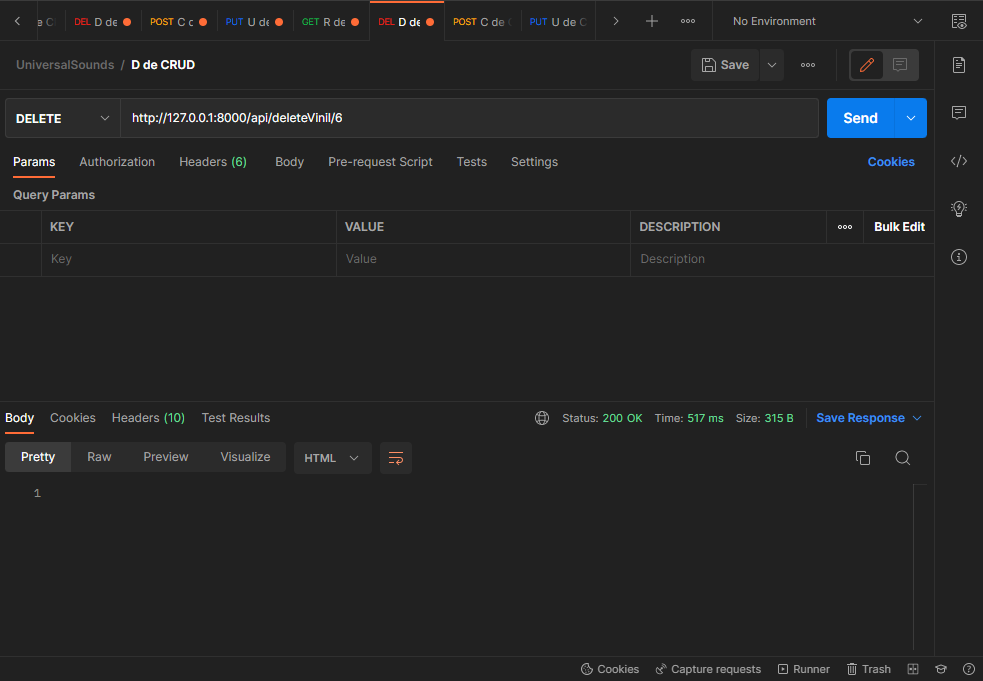 DEL D de
POST C c
PUT U de
GET R de
DEL D de
POST C de
PUT U de C
No Environment
UniversalSounds / D de CRUD
Save
DELETE
http://127.0.0.1:8000/api/deleteVinil/6
Send
Params Authorization Headers (6) Body Pre-request Script Tests Settings Cookies
Query Params
KEY VALUE DESCRIPTION Bulk Edit
Key Value Description
Body Cookies Headers (10) Test Results Status: 200 OK Time: 517 ms Size: 315 B Save Response
Pretty Raw Preview Visualize HTML
1
Cookies Capture requests Runner Trash